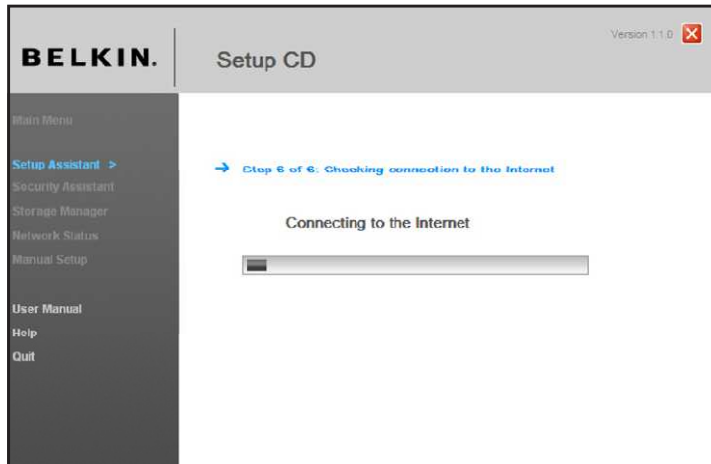 BELKIN.
Setup CD
Version 1.1.0
Main Menu
Setup Assistant >
Security Assistant
Storage Manager
Network Status
Manual Setup
User Manual
Help
Quit
Step 6 of 6: Checking connection to the Internet
Connecting to the Internet